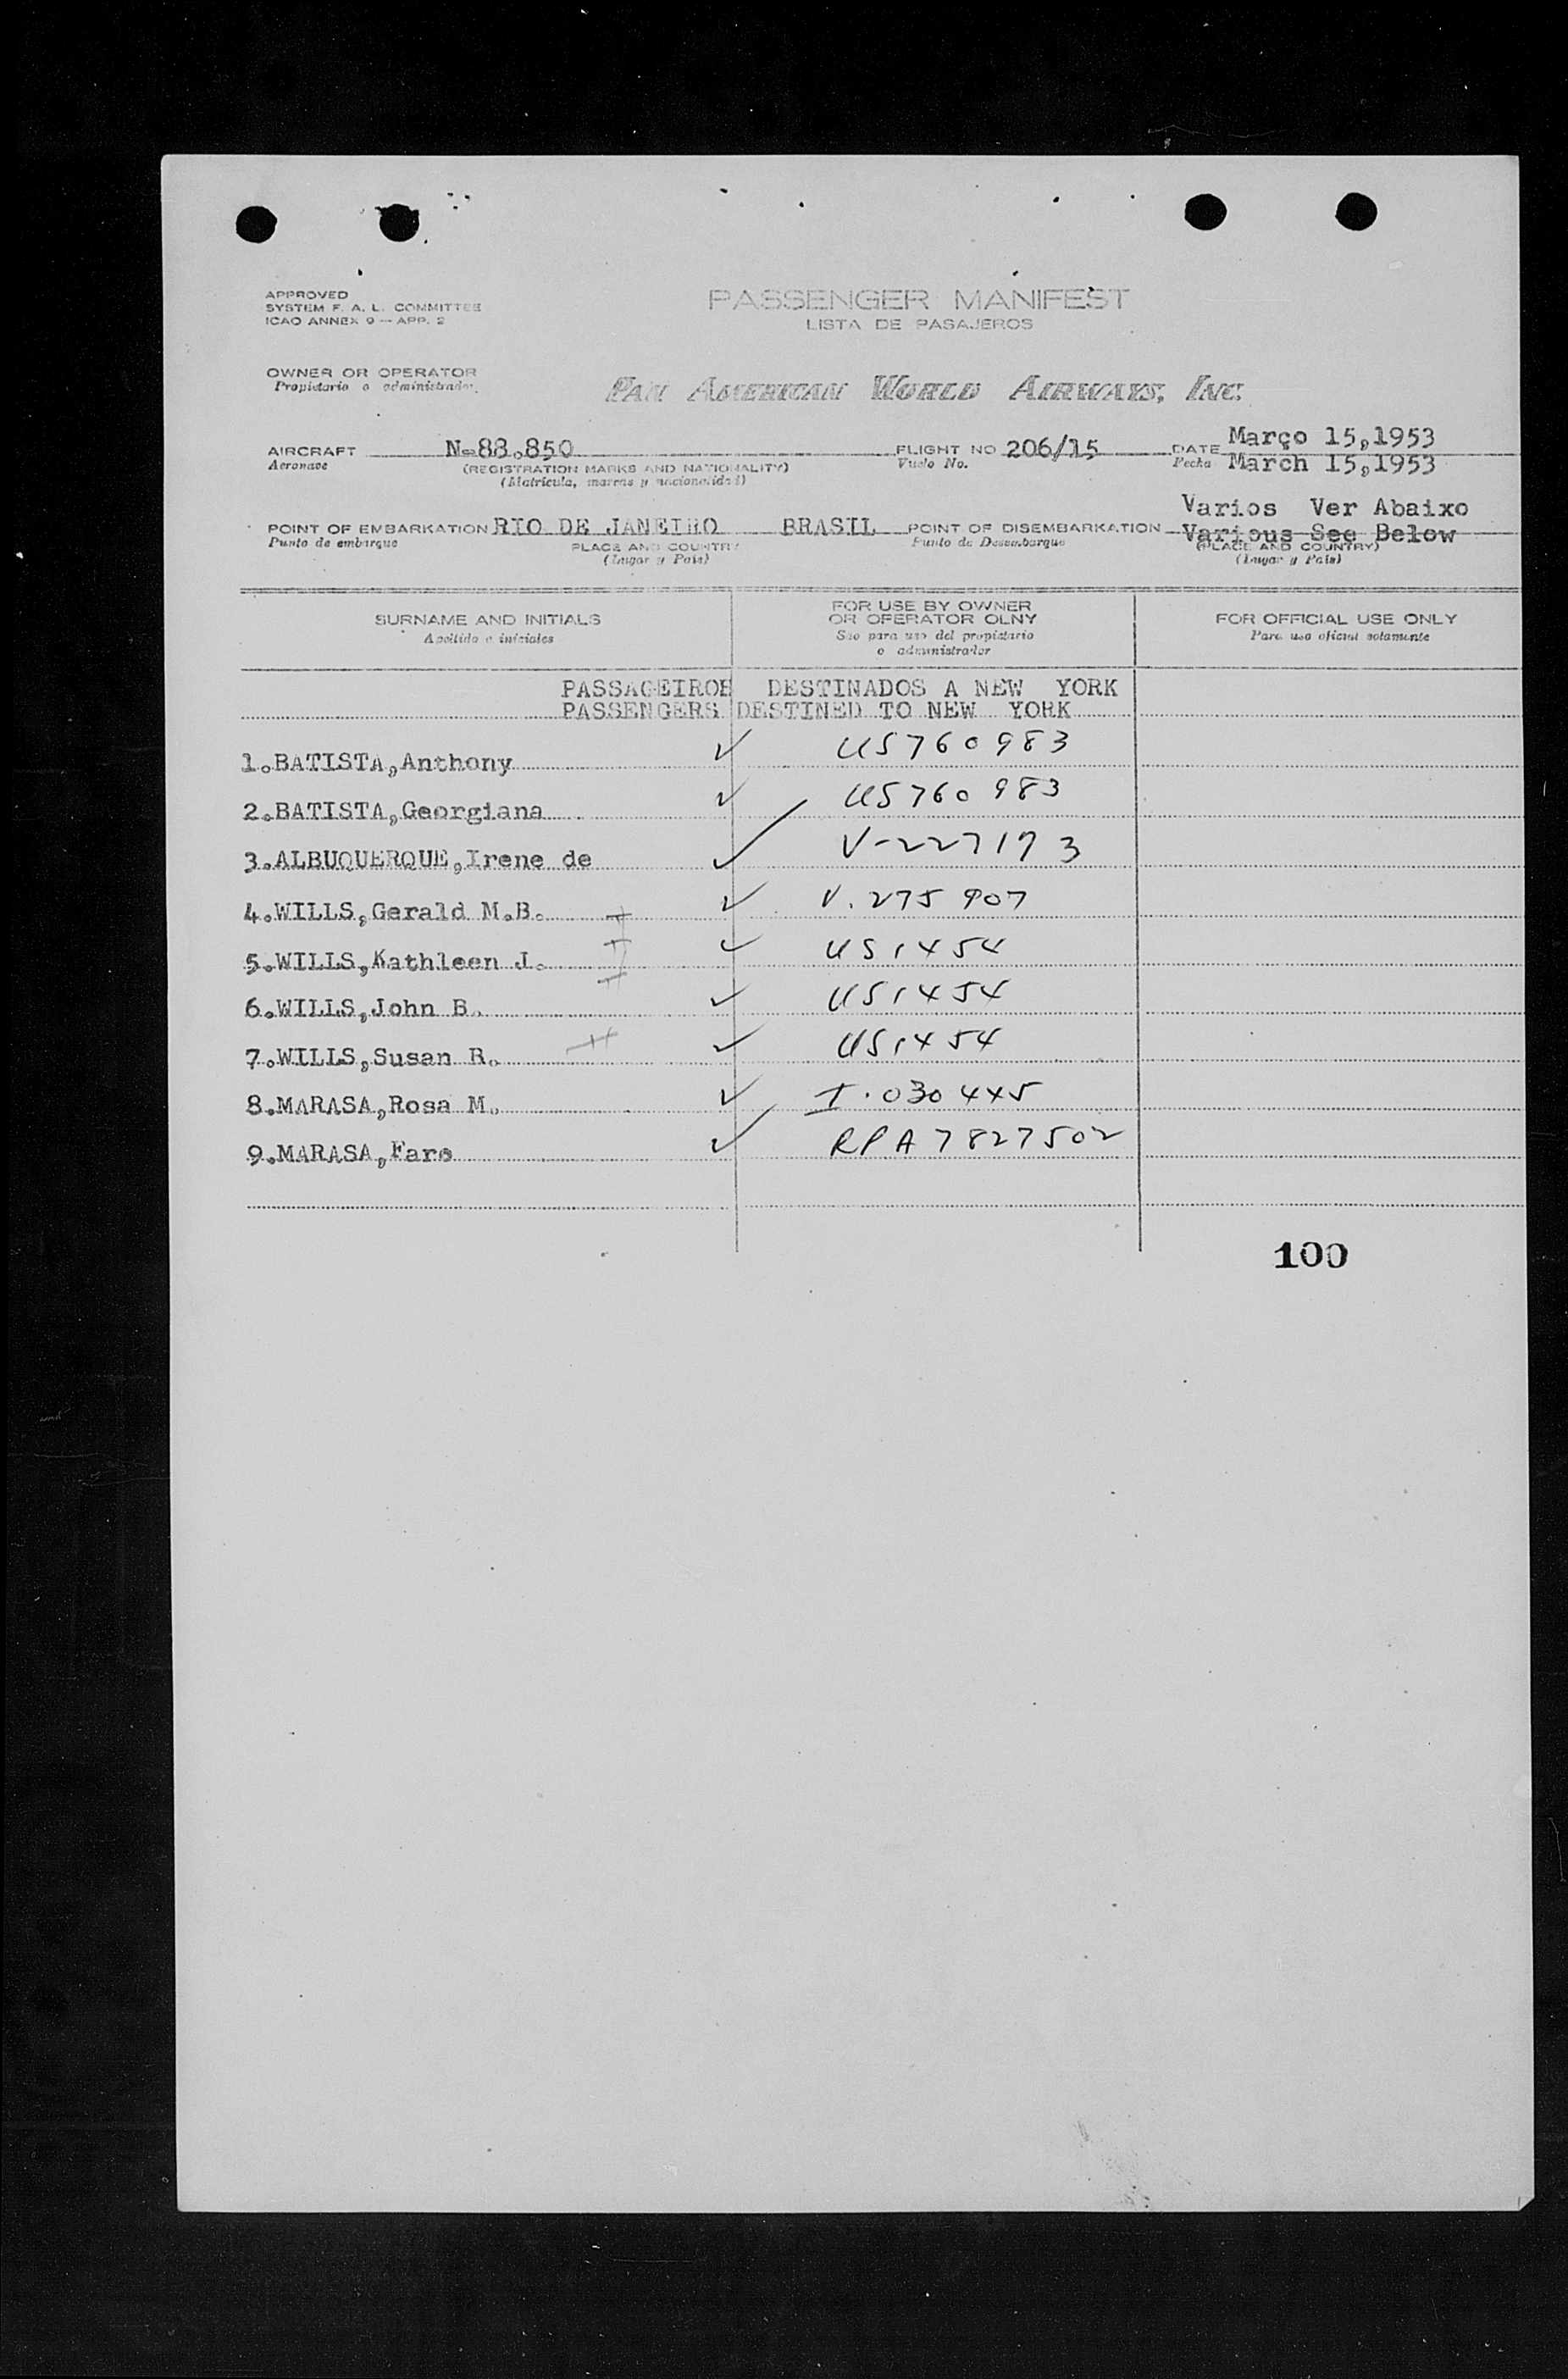 APPROVED
SYSTEM F. A. L. COMMITTEE
ICAO ANNEX 9 — APP. 2
PASSENGER MANIFEST
LISTA DE PASAJEROS
OWNER OR OPERATOR
Propietario o administrador
PAN AMERICAN WORLD AIRWAYS, INC.
AIRCRAFT N-88.850 FLIGHT NO 206/15 DATE Março 15,1953
Aeronave (REGISTRATION MARKS AND NATIONALITY) Vuelo No. Fecha March 15,1953
(Matricula, marcas y nacionalidad)
Varios Ver Abaixo
POINT OF EMBARKATION RIO DE JANEIRO BRASIL POINT OF DISEMBARKATION Various See Below
Punto de embarque PLACE AND COUNTRY Punto de Desembarque (PLACE AND COUNTRY)
(Lugar y Pais) (Lugar y Pais)
SURNAME AND INITIALS FOR USE BY OWNER OR OPERATOR OLNY FOR OFFICIAL USE ONLY
Apellido e iniciales para uso del propietario o administrador Para uso oficial solamente
PASSAGEIROS DESTINADOS A NEW YORK
PASSENGERS DESTINED TO NEW YORK
1.BATISTA,Anthony ✓ US760983
2.BATISTA,Georgiana ✓ US760983
3.ALBUQUERQUE,Irene de ✓ V-227193
4.WILLS,Gerald M.B. ✓ V.275907
5.WILLS,Kathleen J. ✓ US1454
6.WILLS,John B. ✓ US1454
7.WILLS,Susan R. ✓ US1454
8.MARASA,Rosa M. ✓ I.030445
9.MARASA,Faro ✓ RPA7827502
100